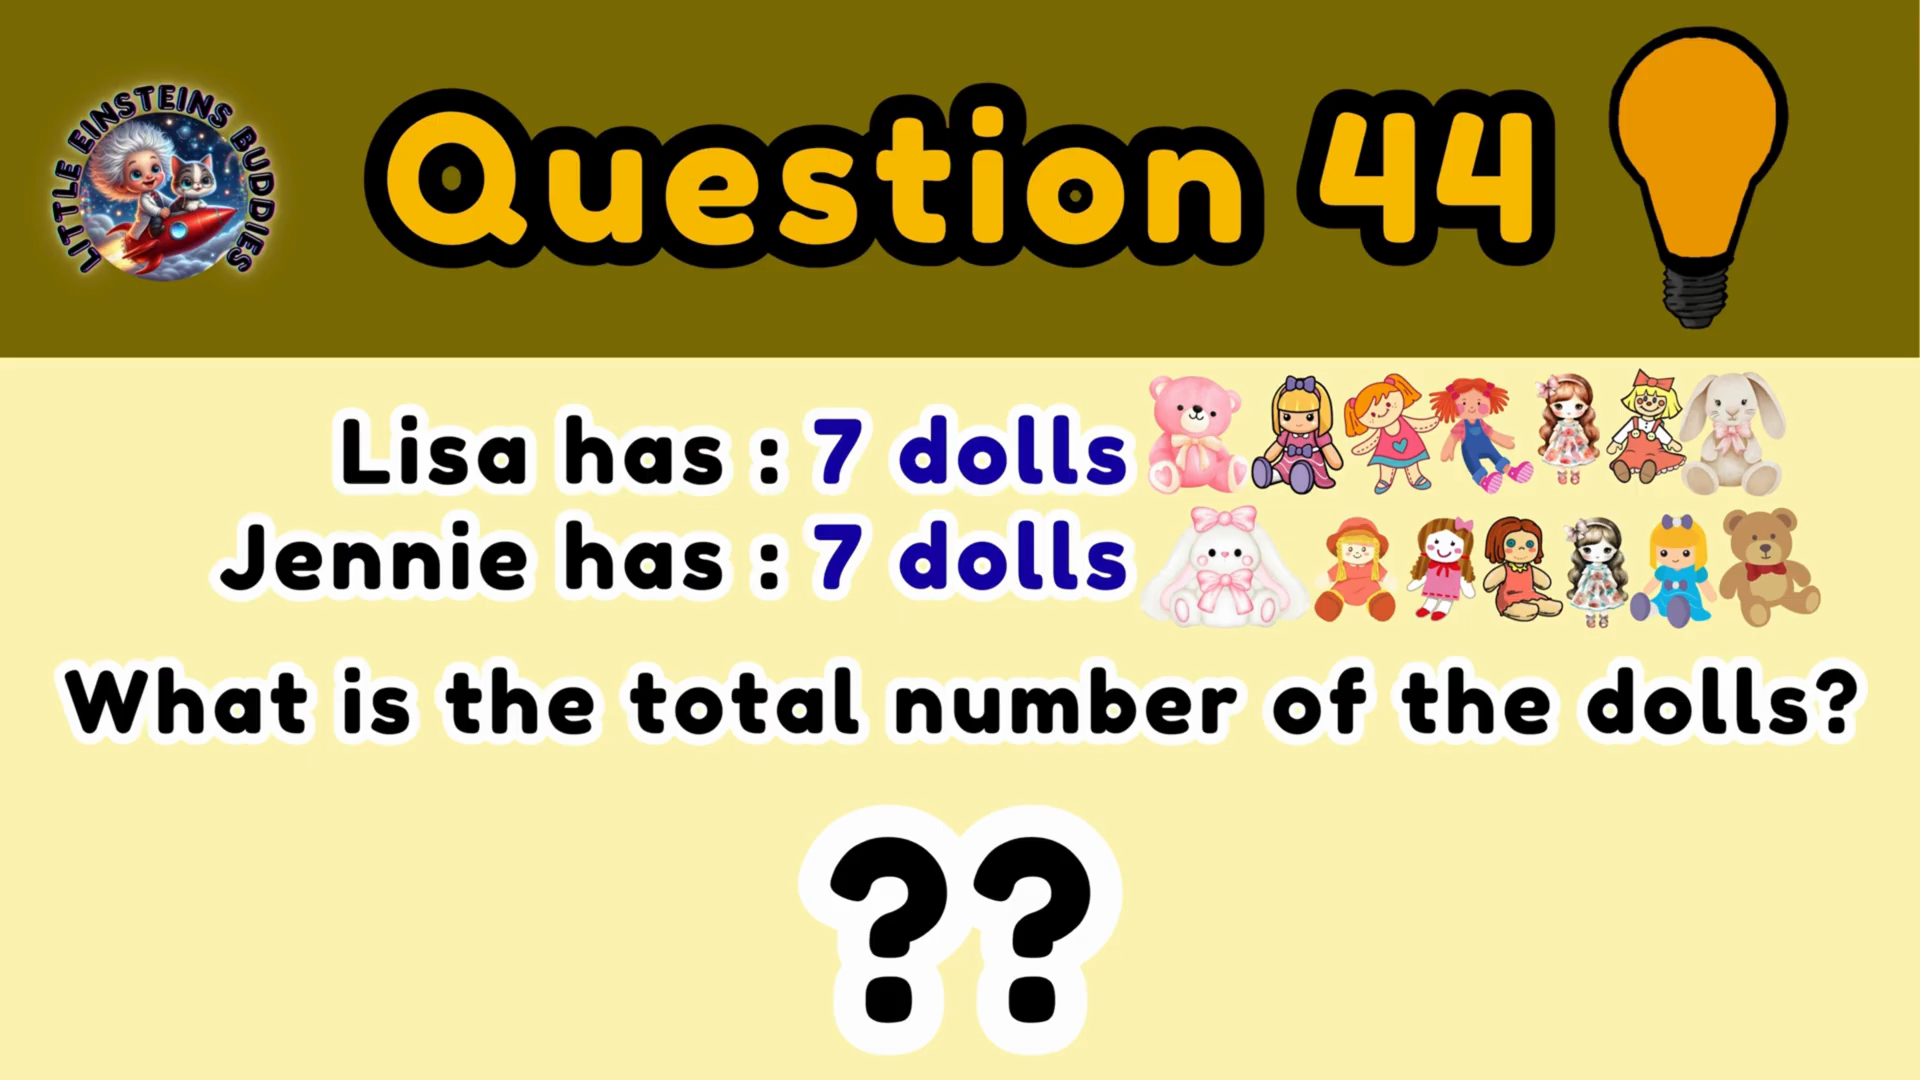 LITTLE EINSTEINS BUDDIES
Question 44
Lisa has : 7 dolls
Jennie has : 7 dolls
What is the total number of the dolls?
??